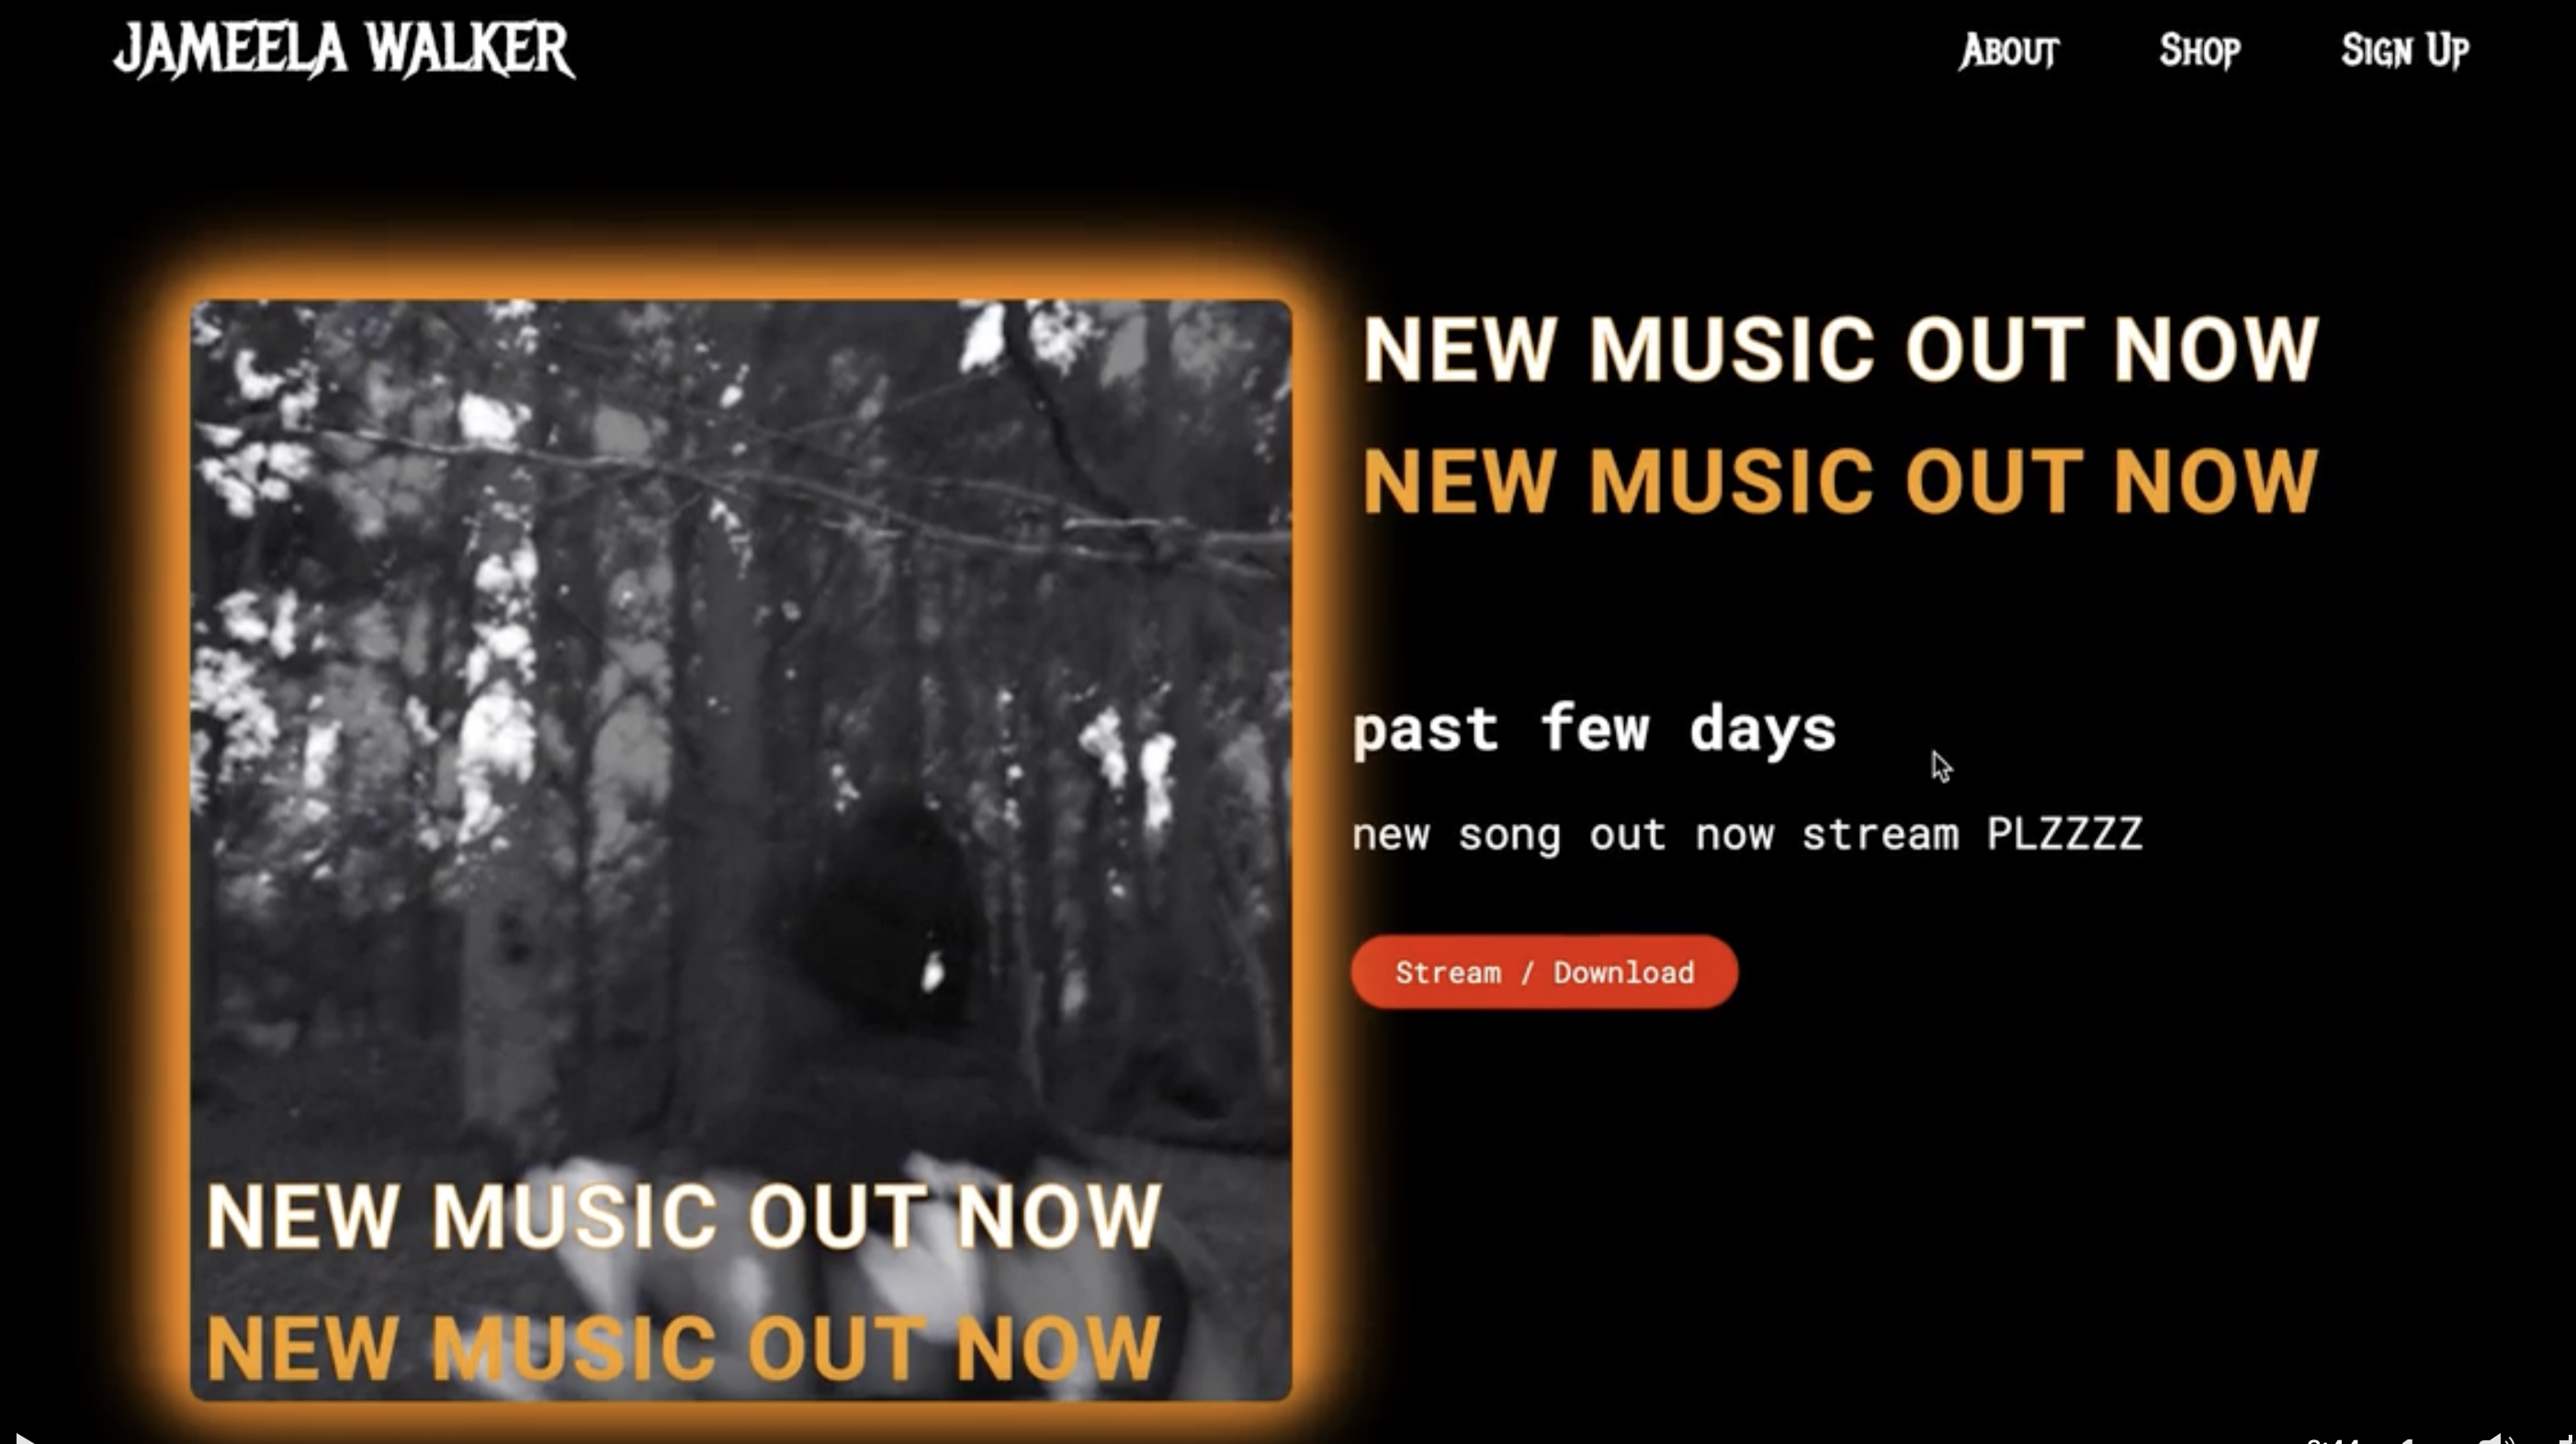 JAMEELA WALKER
ABOUT SHOP SIGN UP
NEW MUSIC OUT NOW
NEW MUSIC OUT NOW
past few days
new song out now stream PLZZZZ
Stream / Download
NEW MUSIC OUT NOW
NEW MUSIC OUT NOW